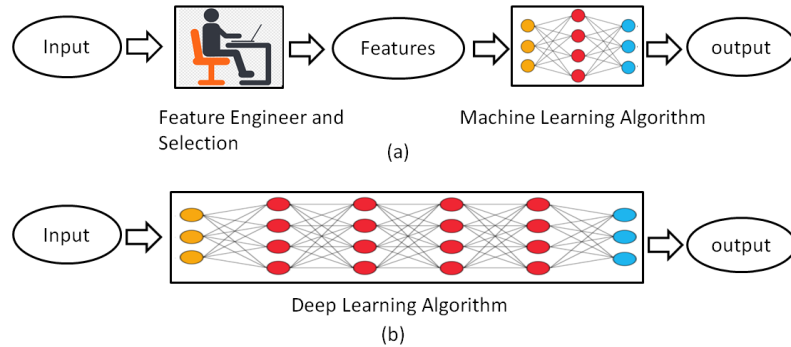 Input
Features
output
Feature Engineer and
Selection
Machine Learning Algorithm
(a)
Input
output
Deep Learning Algorithm
(b)